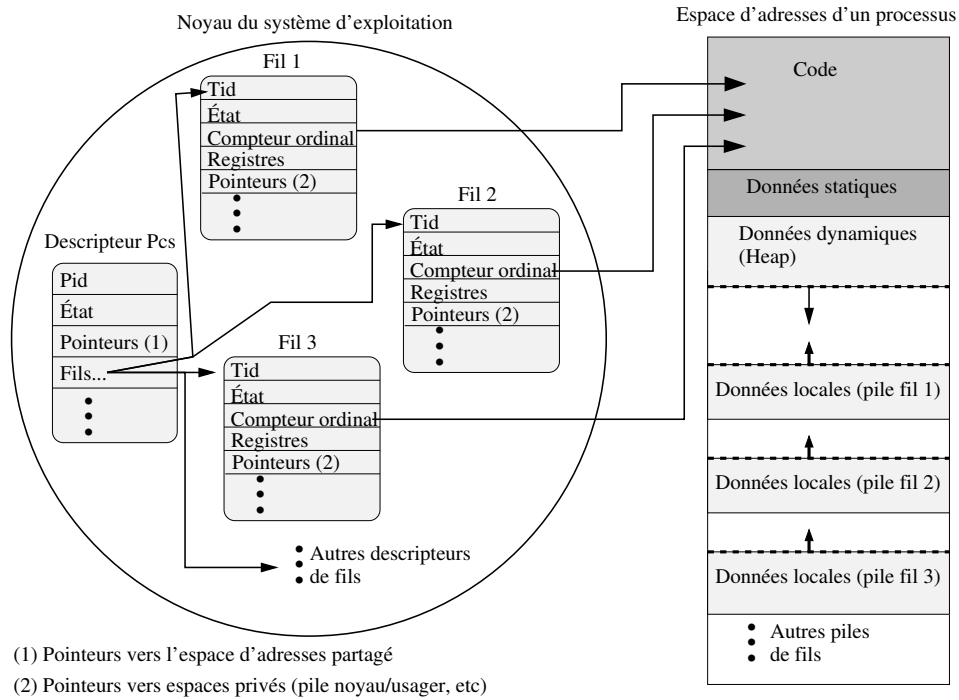 Noyau du système d'exploitation
Espace d'adresses d'un processus
Fil 1
Tid
État
Compteur ordinal
Registres
Pointeurs (2)
Fil 2
Tid
État
Compteur ordinal
Registres
Pointeurs (2)
Descripteur Pcs
Pid
État
Pointeurs (1)
Fils...
Fil 3
Tid
État
Compteur ordinal
Registres
Pointeurs (2)
Autres descripteurs
de fils
Code
Données statiques
Données dynamiques
(Heap)
Données locales (pile fil 1)
Données locales (pile fil 2)
Données locales (pile fil 3)
Autres piles
de fils
(1) Pointeurs vers l'espace d'adresses partagé
(2) Pointeurs vers espaces privés (pile noyau/usager, etc)